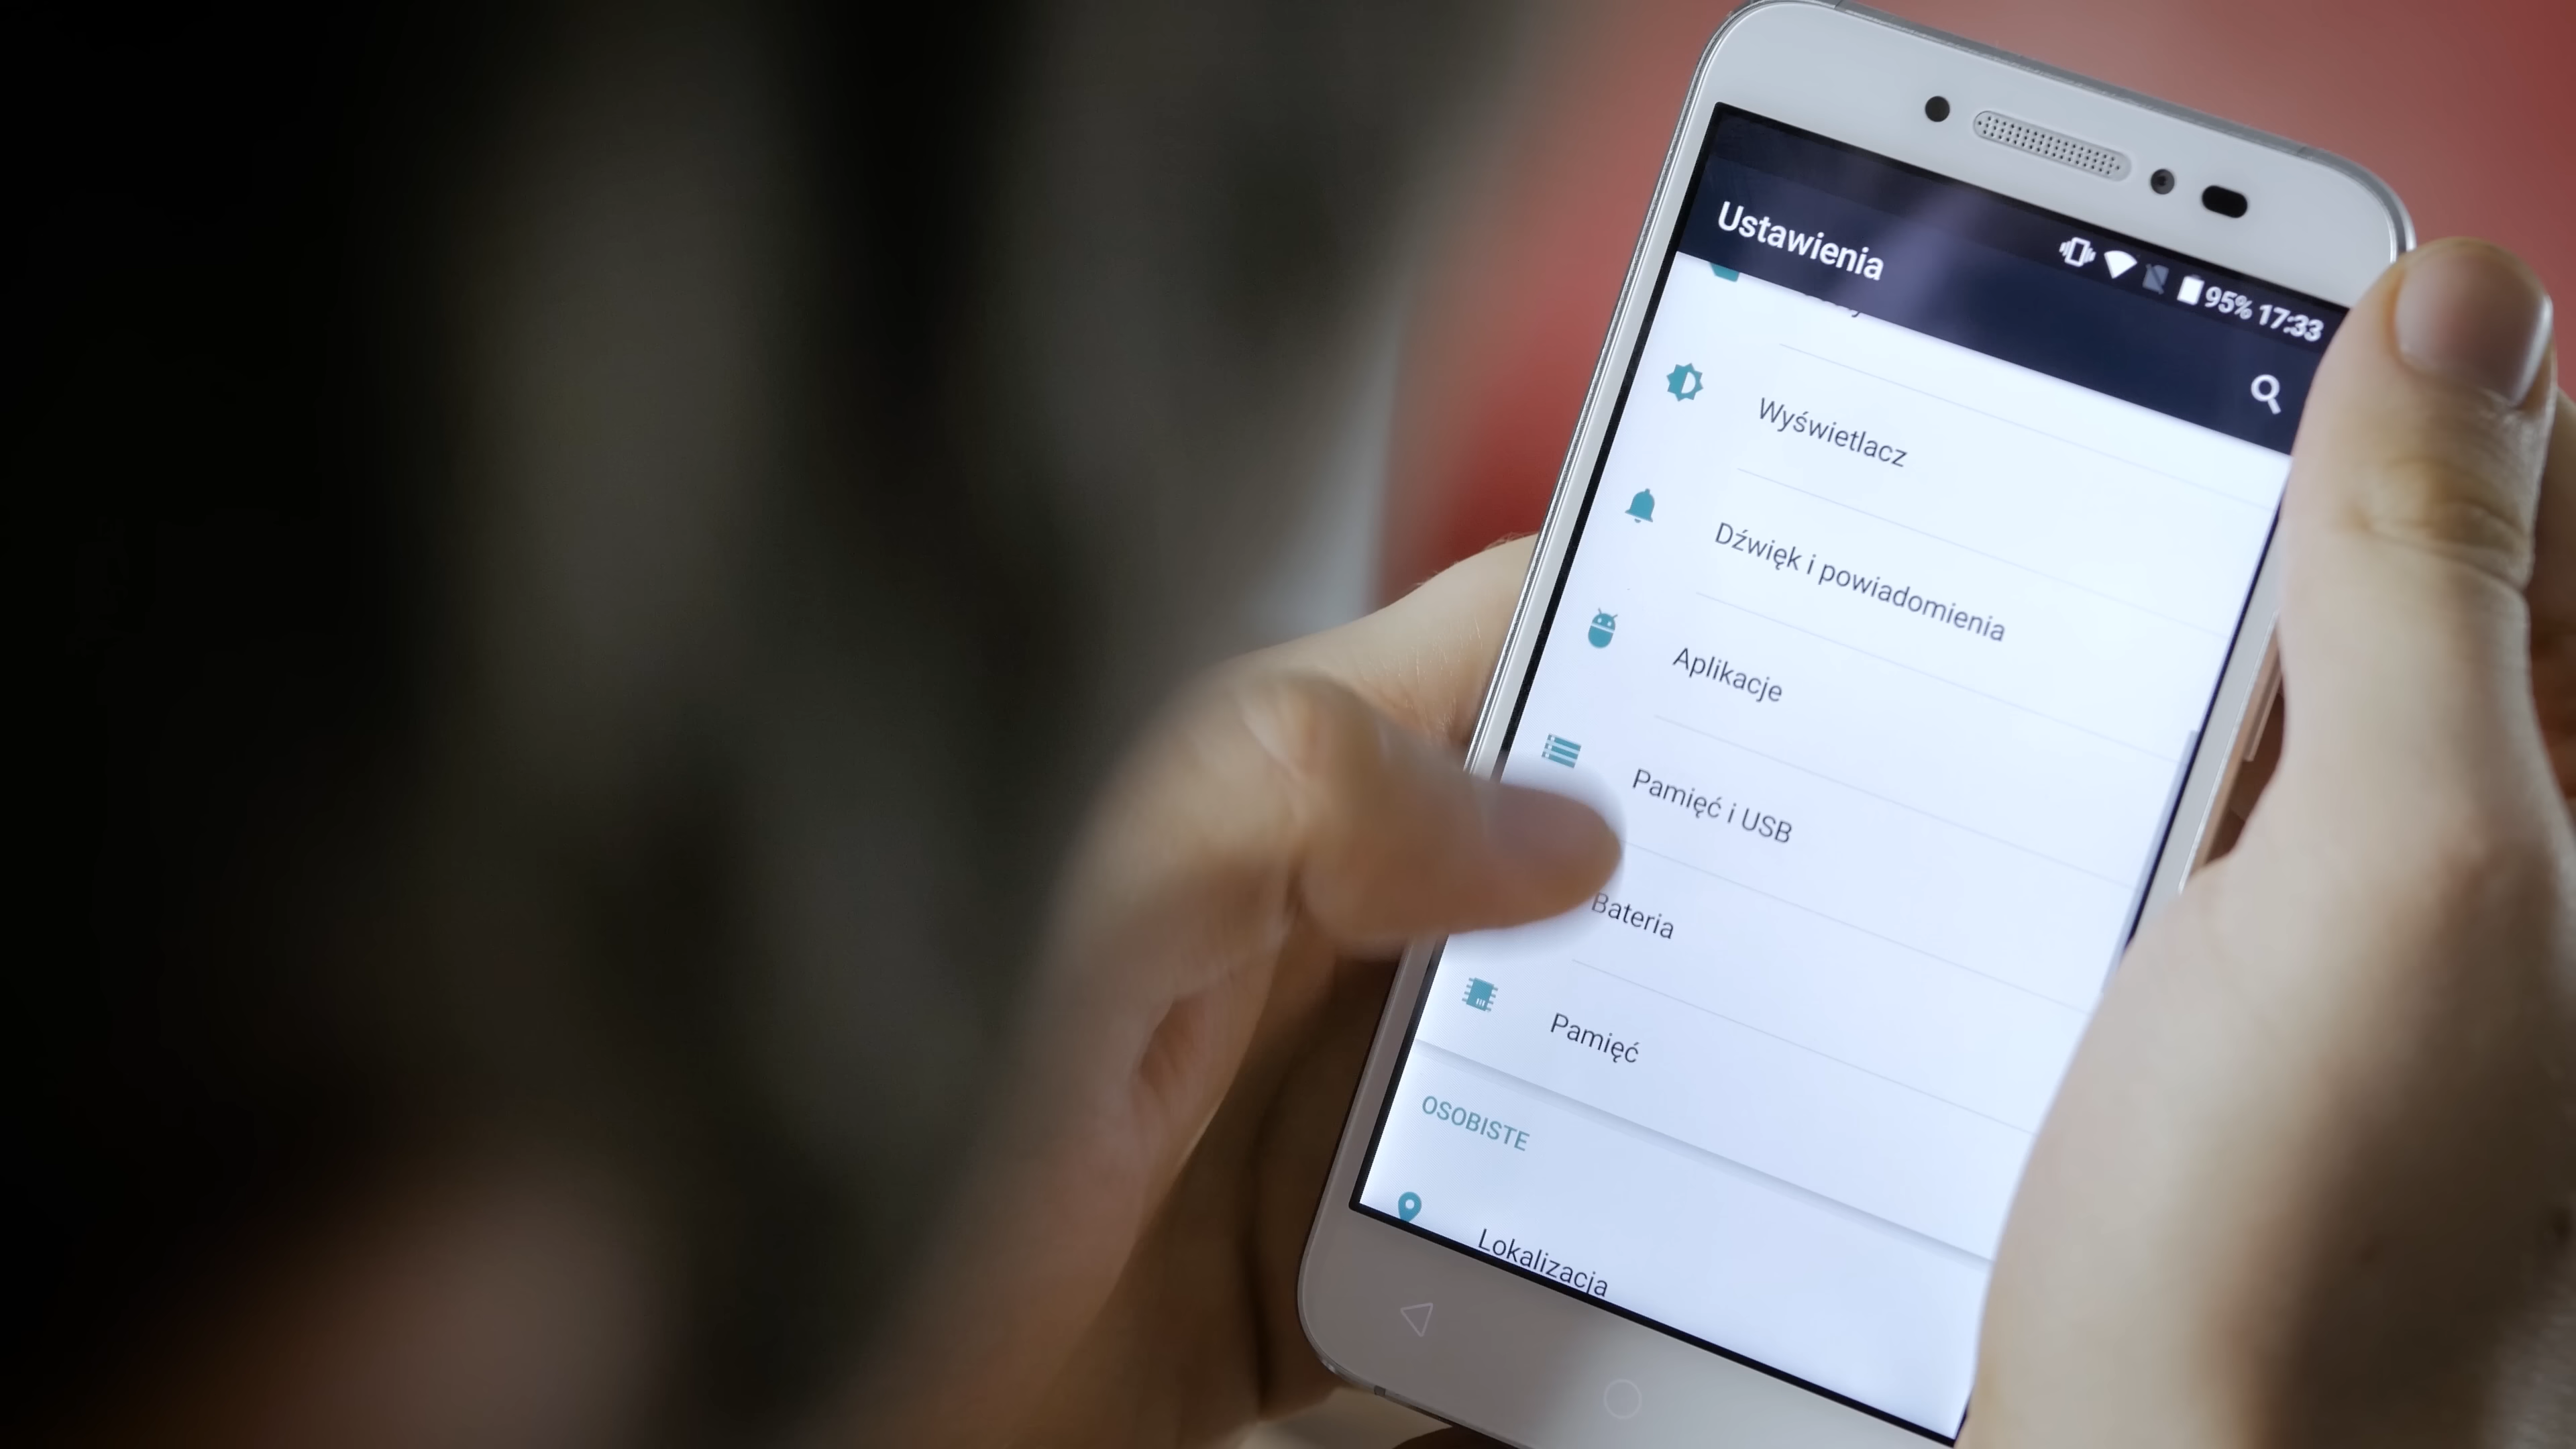 95% 17:33
Ustawienia
Wyświetlacz
Dźwięk i powiadomienia
Aplikacje
Pamięć i USB
Bateria
Pamięć
OSOBISTE
Lokalizacja